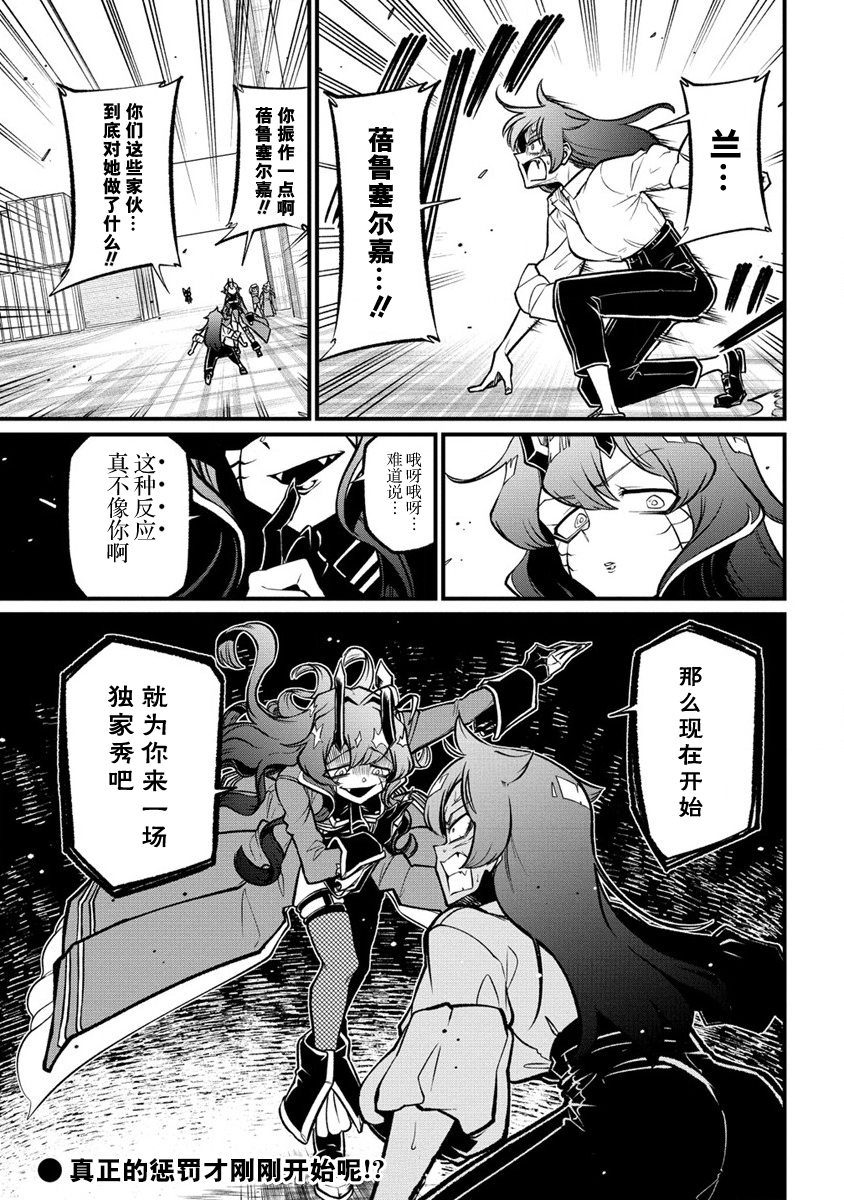 兰…
蓓鲁塞尔嘉…!!
你振作一点啊
蓓鲁塞尔嘉!!
你们这些家伙…
到底对她做了什么!!
哦呀哦呀…
难道说…
这种反应
真不像你啊
那么现在开始
就为你来一场
独家秀吧
●真正的惩罚才刚刚开始呢!?